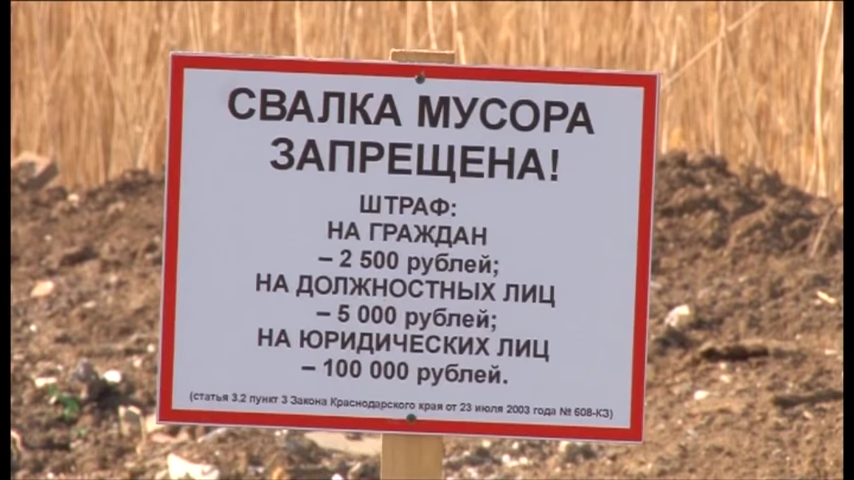 СВАЛКА МУСОРА
ЗАПРЕЩЕНА!
ШТРАФ:
НА ГРАЖДАН
– 2 500 рублей;
НА ДОЛЖНОСТНЫХ ЛИЦ
– 5 000 рублей;
НА ЮРИДИЧЕСКИХ ЛИЦ
– 100 000 рублей.
(статья 3.2 пункт 3 Закона Краснодарского края от 23 июля 2003 года № 608-КЗ)